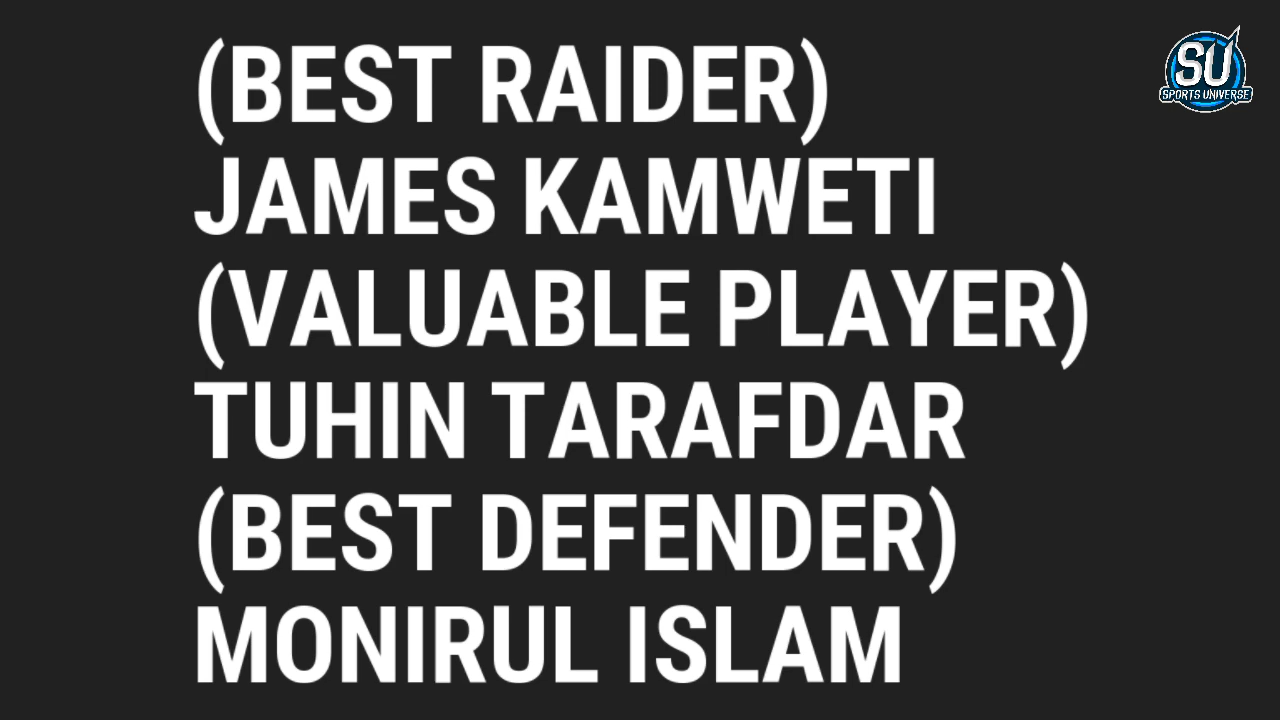 (BEST RAIDER)
JAMES KAMWETI
(VALUABLE PLAYER)
TUHIN TARAFDAR
(BEST DEFENDER)
MONIRUL ISLAM
SU
SPORTS UNIVERSE